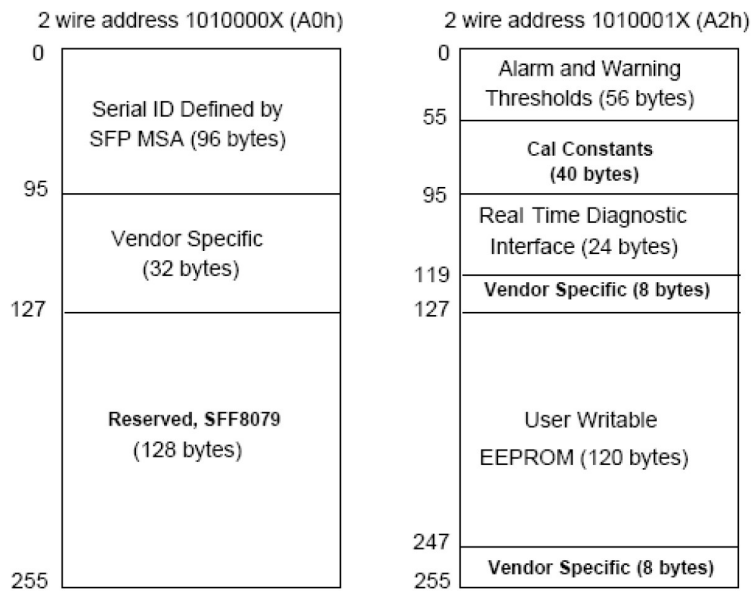 2 wire address 1010000X (A0h)
0
Serial ID Defined by
SFP MSA (96 bytes)
95
Vendor Specific
(32 bytes)
127
Reserved, SFF8079
(128 bytes)
255
2 wire address 1010001X (A2h)
0
Alarm and Warning
Thresholds (56 bytes)
55
Cal Constants
(40 bytes)
95
Real Time Diagnostic
Interface (24 bytes)
119
Vendor Specific (8 bytes)
127
User Writable
EEPROM (120 bytes)
247
Vendor Specific (8 bytes)
255